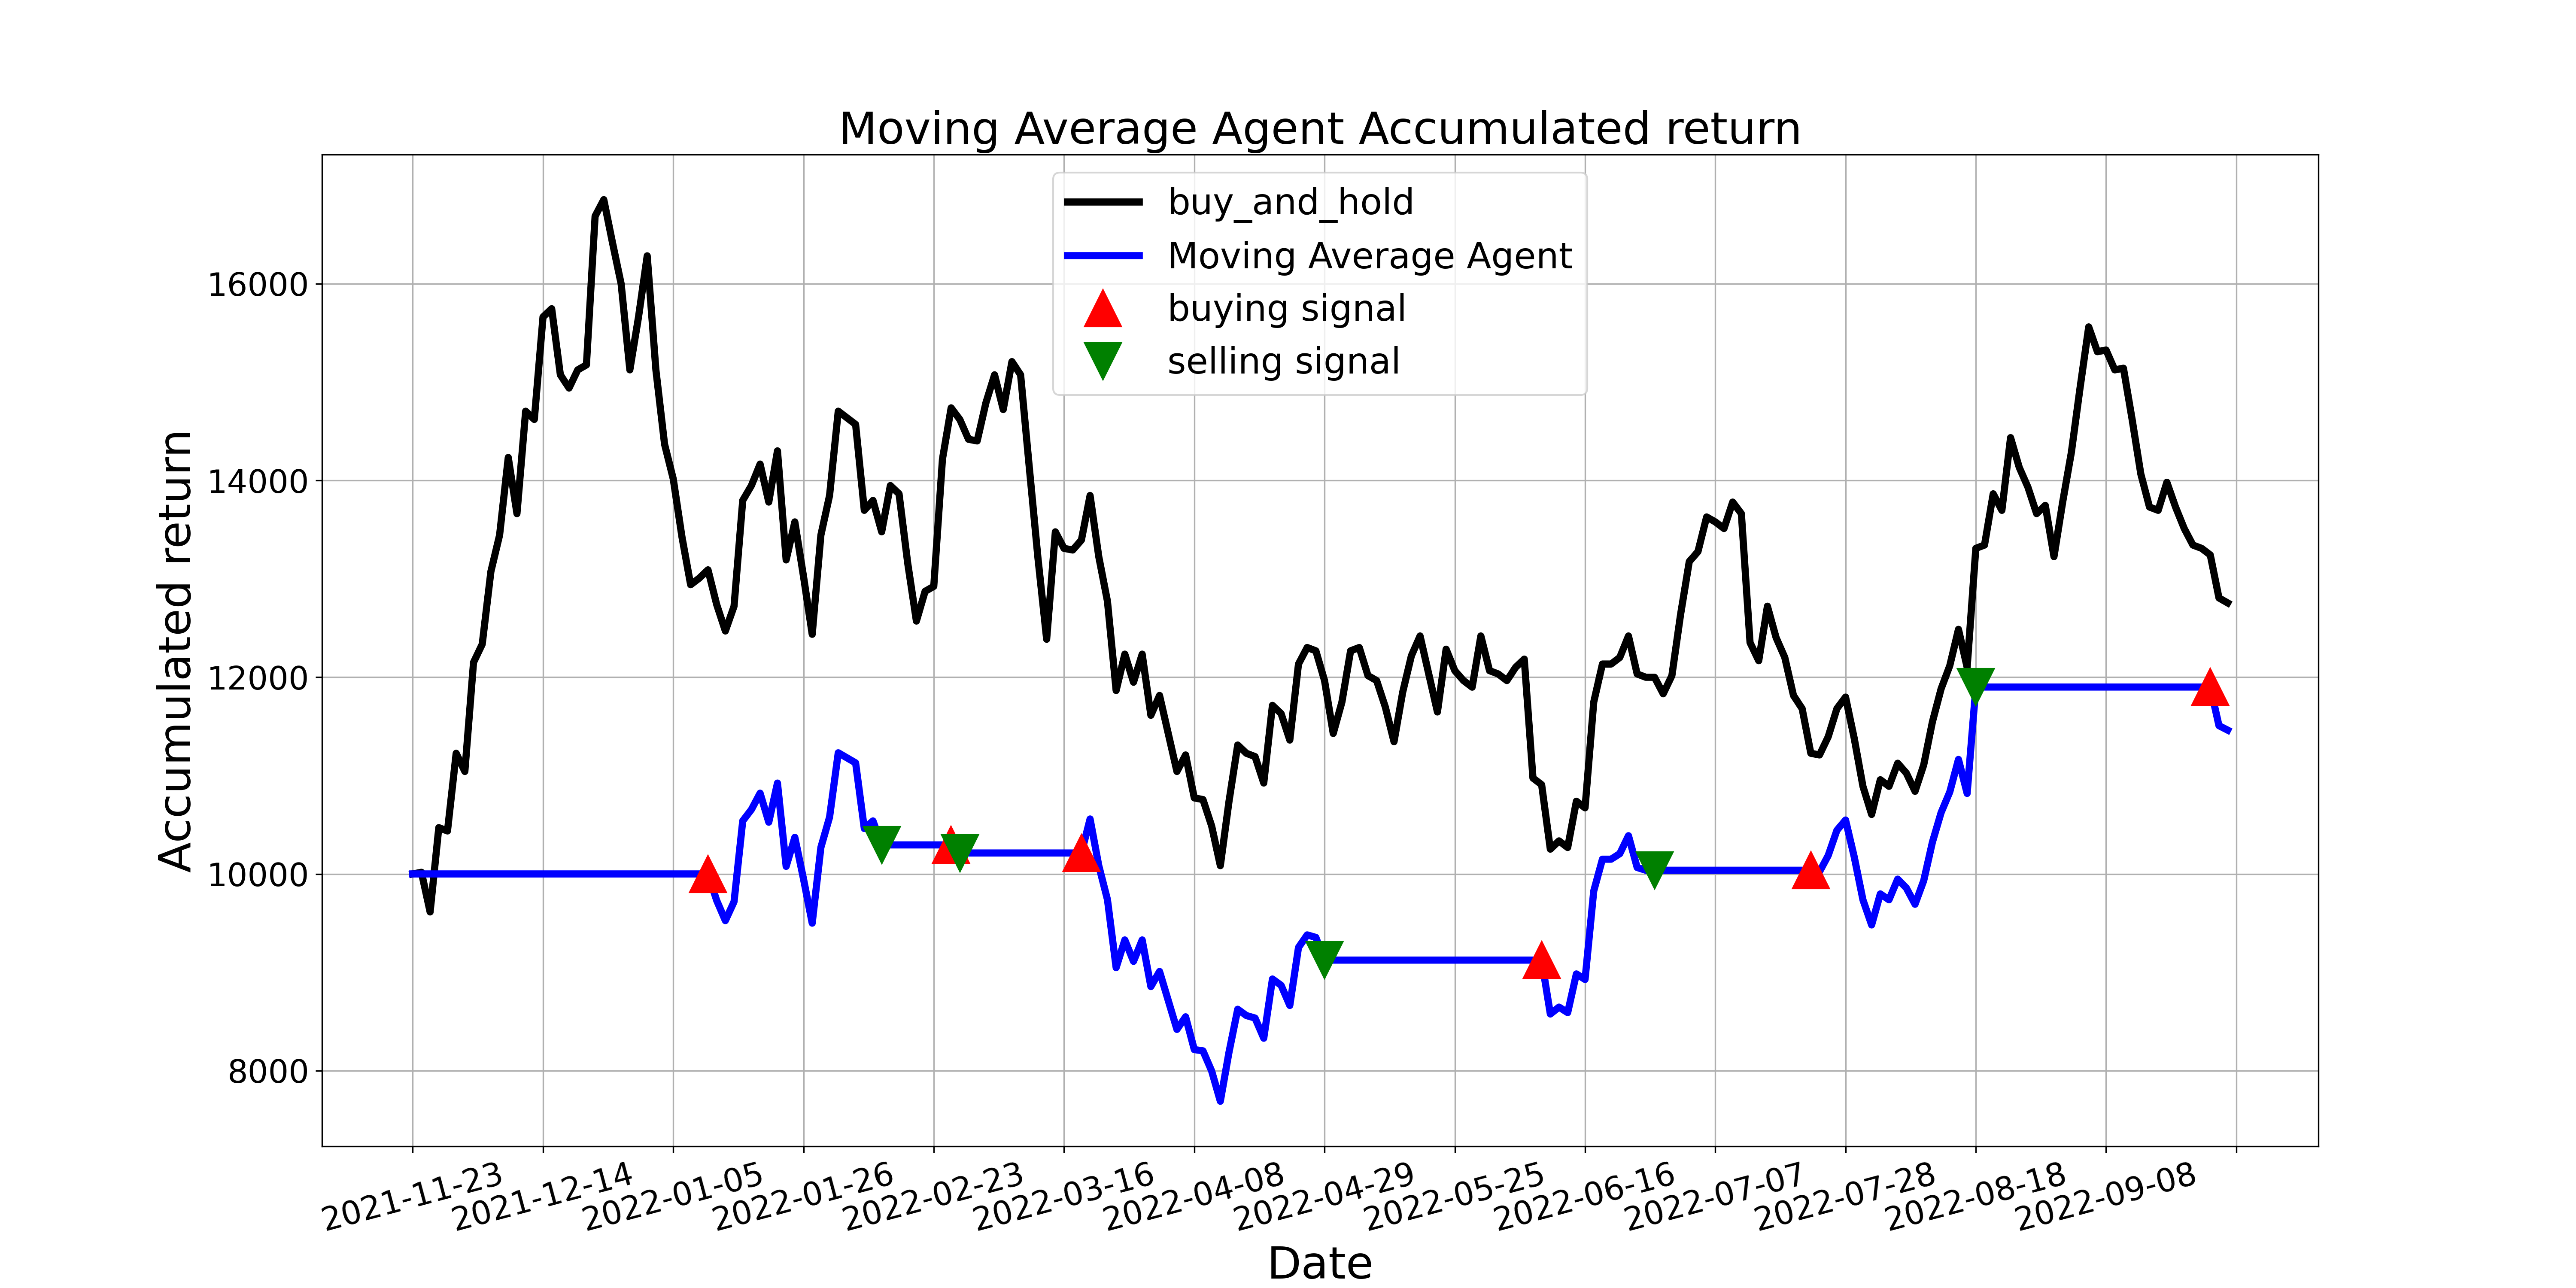 Moving Average Agent Accumulated return
buy_and_hold
Moving Average Agent
buying signal
selling signal
Accumulated return
16000
14000
12000
10000
8000
2021-11-23
2021-12-14
2022-01-05
2022-01-26
2022-02-23
2022-03-16
2022-04-08
2022-04-29
2022-05-25
2022-06-16
2022-07-07
2022-07-28
2022-08-18
2022-09-08
Date